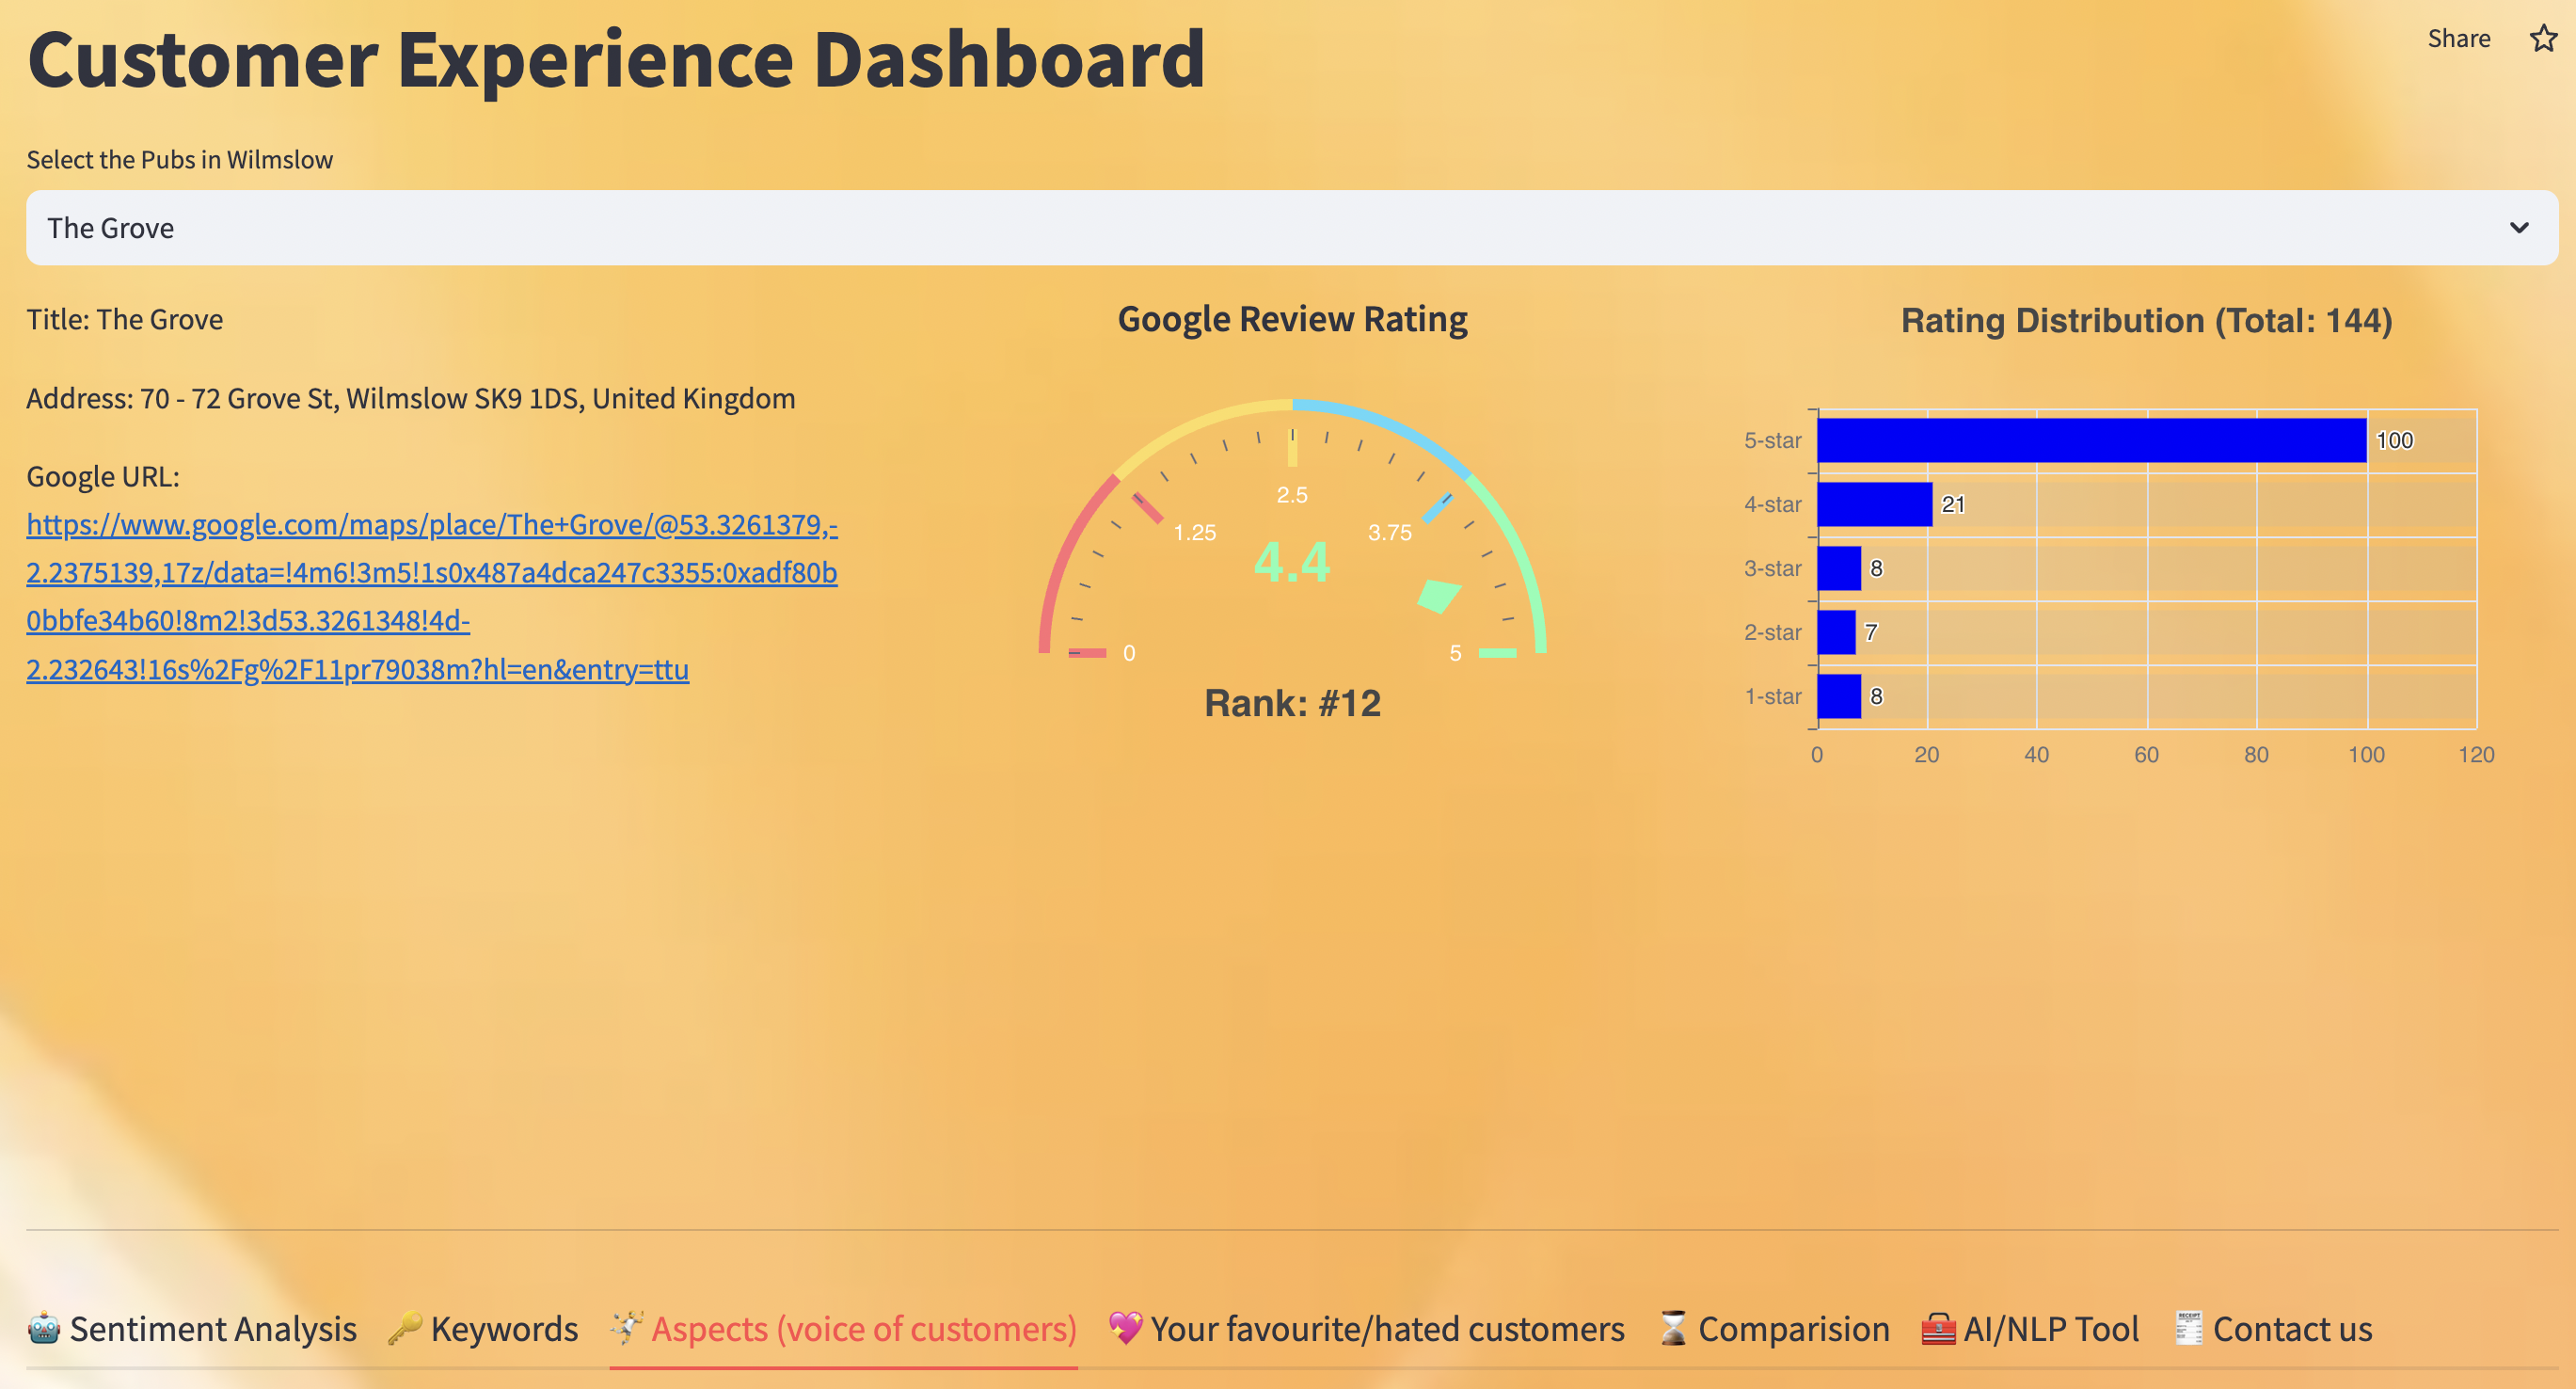 Customer Experience Dashboard
Share
Select the Pubs in Wilmslow
The Grove
Title: The Grove
Address: 70 - 72 Grove St, Wilmslow SK9 1DS, United Kingdom
Google URL:
https://www.google.com/maps/place/The+Grove/@53.3261379,-
2.2375139,17z/data=!4m6!3m5!1s0x487a4dca247c3355:0xadf80b
0bbfe34b60!8m2!3d53.3261348!4d-
2.232643!16s%2Fg%2F11pr79038m?hl=en&entry=ttu
Google Review Rating
0
1.25
2.5
3.75
5
4.4
Rank: #12
Rating Distribution (Total: 144)
5-star 100
4-star 21
3-star 8
2-star 7
1-star 8
0 20 40 60 80 100 120
Sentiment Analysis Keywords Aspects (voice of customers) Your favourite/hated customers Comparision AI/NLP Tool Contact us